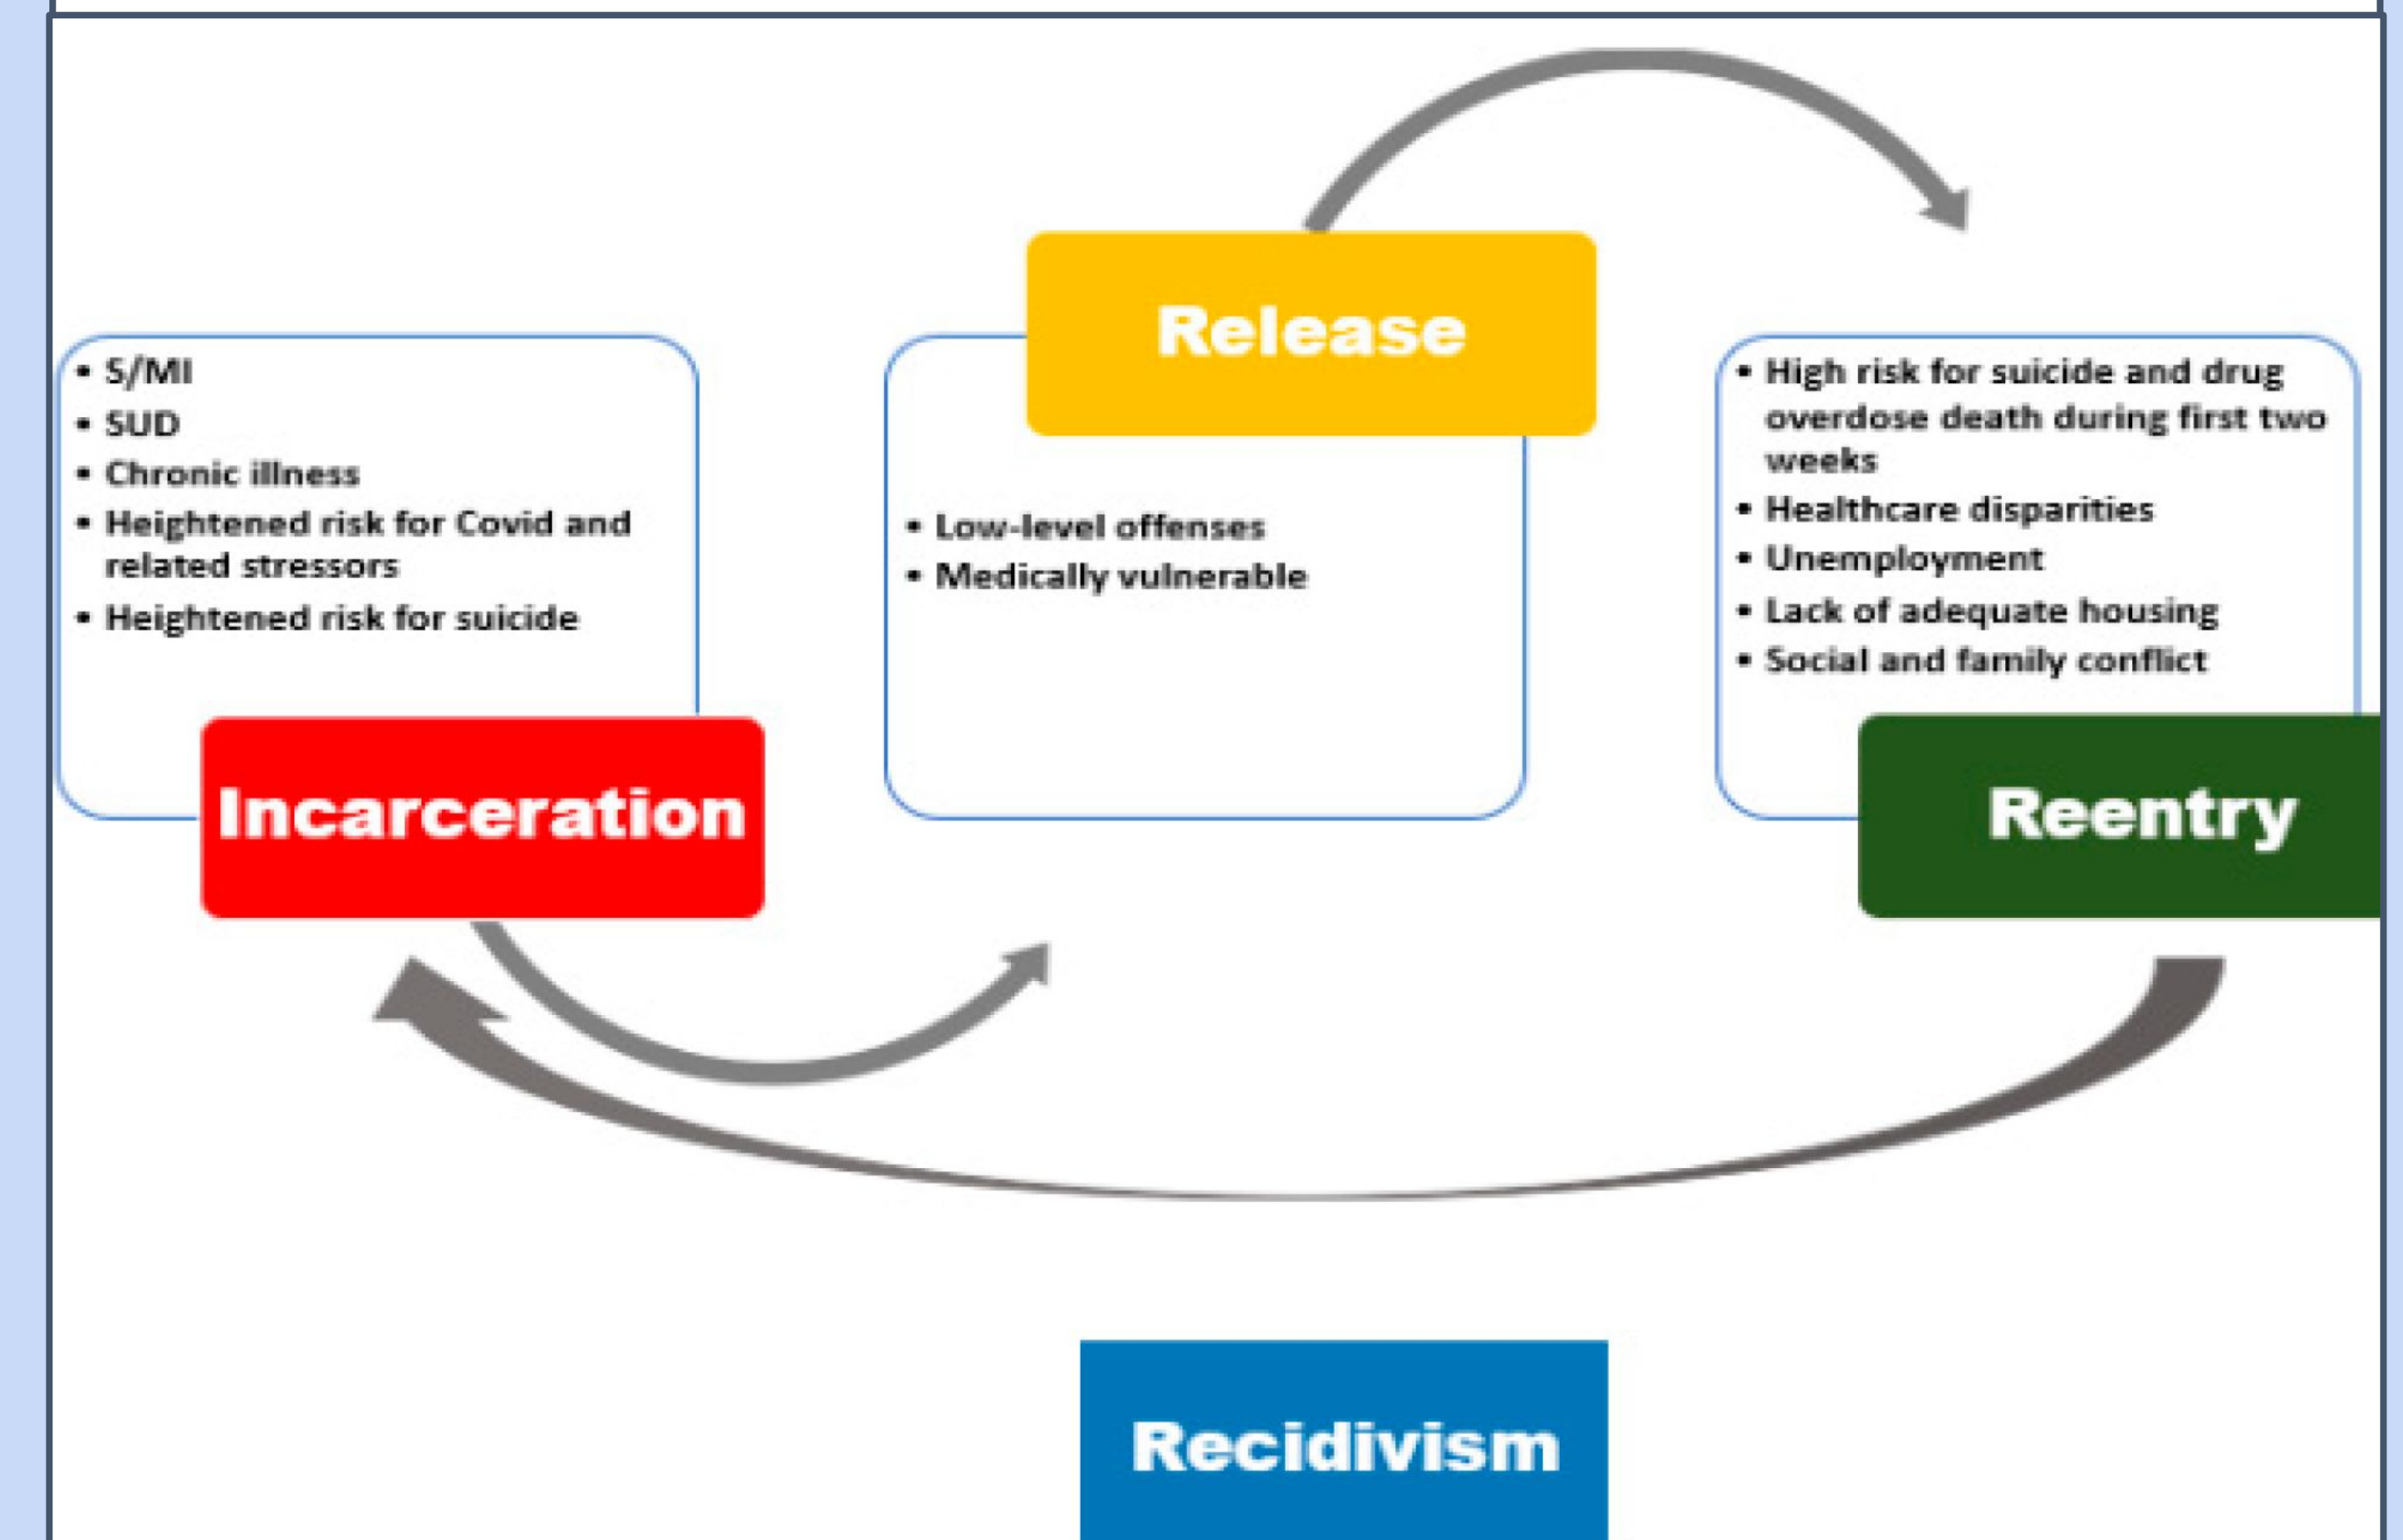 • S/MI
• SUD
• Chronic illness
• Heightened risk for Covid and
related stressors
• Heightened risk for suicide
Incarceration
Release
• Low-level offenses
• Medically vulnerable
• High risk for suicide and drug
overdose death during first two
weeks
• Healthcare disparities
• Unemployment
• Lack of adequate housing
• Social and family conflict
Reentry
Recidivism